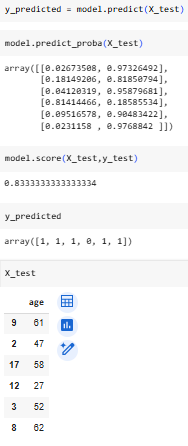 y_predicted = model.predict(X_test)
model.predict_proba(X_test)
array([[0.02673508, 0.97326492],
[0.18149206, 0.81850794],
[0.04120319, 0.95879681],
[0.81414466, 0.18585534],
[0.09516578, 0.90483422],
[0.0231158 , 0.9768842 ]])
model.score(X_test,y_test)
0.8333333333333334
y_predicted
array([1, 1, 1, 0, 1, 1])
X_test
age
9 61
2 47
17 58
12 27
3 52
8 62